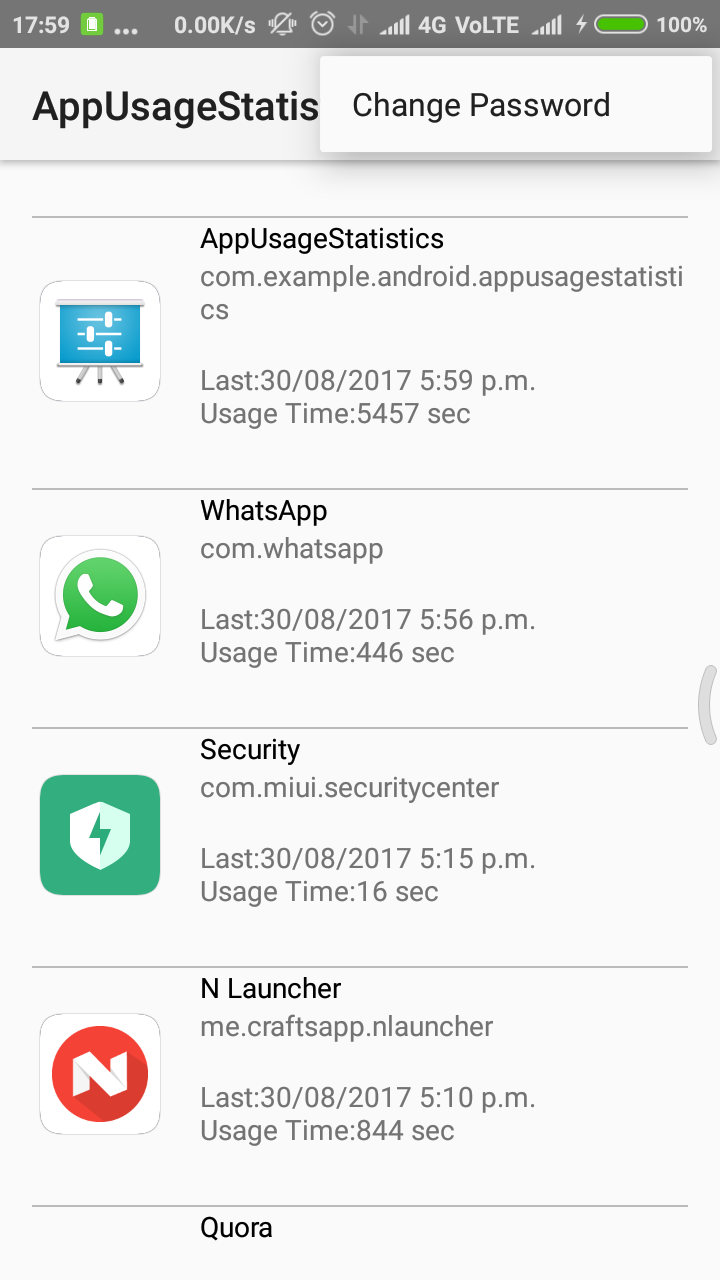 17:59 ... 0.00K/s 4G VoLTE 100%
AppUsageStatis
Change Password
AppUsageStatistics
com.example.android.appusagestatisti
cs
Last:30/08/2017 5:59 p.m.
Usage Time:5457 sec
WhatsApp
com.whatsapp
Last:30/08/2017 5:56 p.m.
Usage Time:446 sec
Security
com.miui.securitycenter
Last:30/08/2017 5:15 p.m.
Usage Time:16 sec
N Launcher
me.craftsapp.nlauncher
Last:30/08/2017 5:10 p.m.
Usage Time:844 sec
Quora